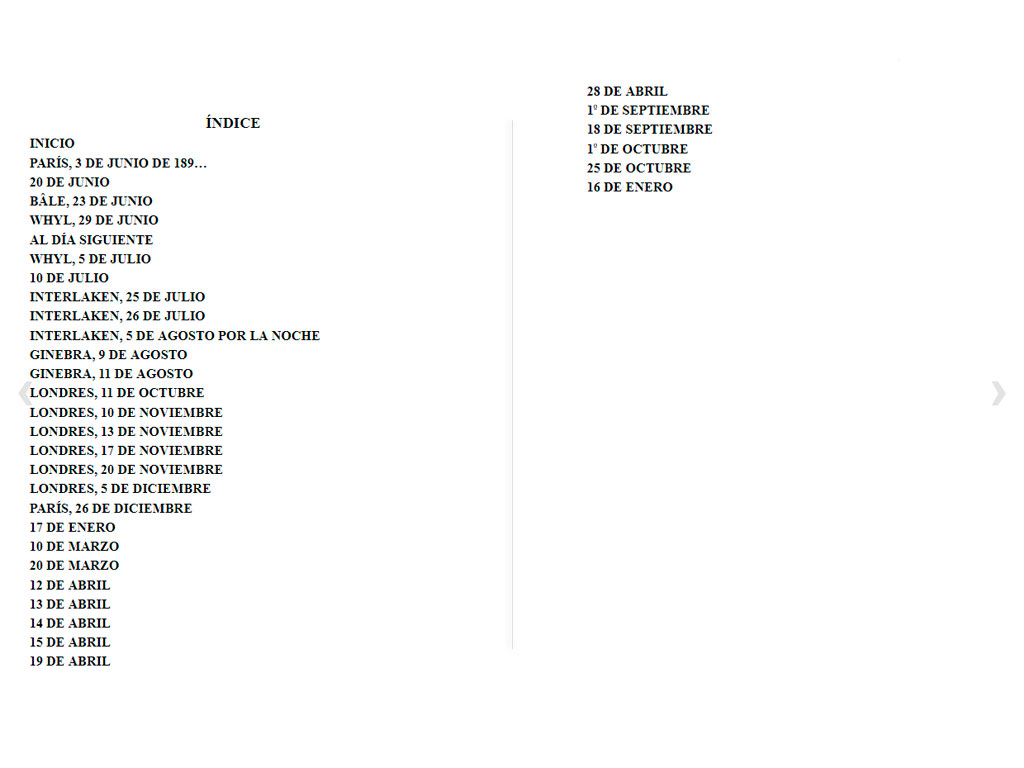 ÍNDICE
INICIO
PARÍS, 3 DE JUNIO DE 189…
20 DE JUNIO
BÂLE, 23 DE JUNIO
WHYL, 29 DE JUNIO
AL DÍA SIGUIENTE
WHYL, 5 DE JULIO
10 DE JULIO
INTERLAKEN, 25 DE JULIO
INTERLAKEN, 26 DE JULIO
INTERLAKEN, 5 DE AGOSTO POR LA NOCHE
GINEBRA, 9 DE AGOSTO
GINEBRA, 11 DE AGOSTO
LONDRES, 11 DE OCTUBRE
LONDRES, 10 DE NOVIEMBRE
LONDRES, 13 DE NOVIEMBRE
LONDRES, 17 DE NOVIEMBRE
LONDRES, 20 DE NOVIEMBRE
LONDRES, 5 DE DICIEMBRE
PARÍS, 26 DE DICIEMBRE
17 DE ENERO
10 DE MARZO
20 DE MARZO
12 DE ABRIL
13 DE ABRIL
14 DE ABRIL
15 DE ABRIL
19 DE ABRIL
28 DE ABRIL
1º DE SEPTIEMBRE
18 DE SEPTIEMBRE
1º DE OCTUBRE
25 DE OCTUBRE
16 DE ENERO